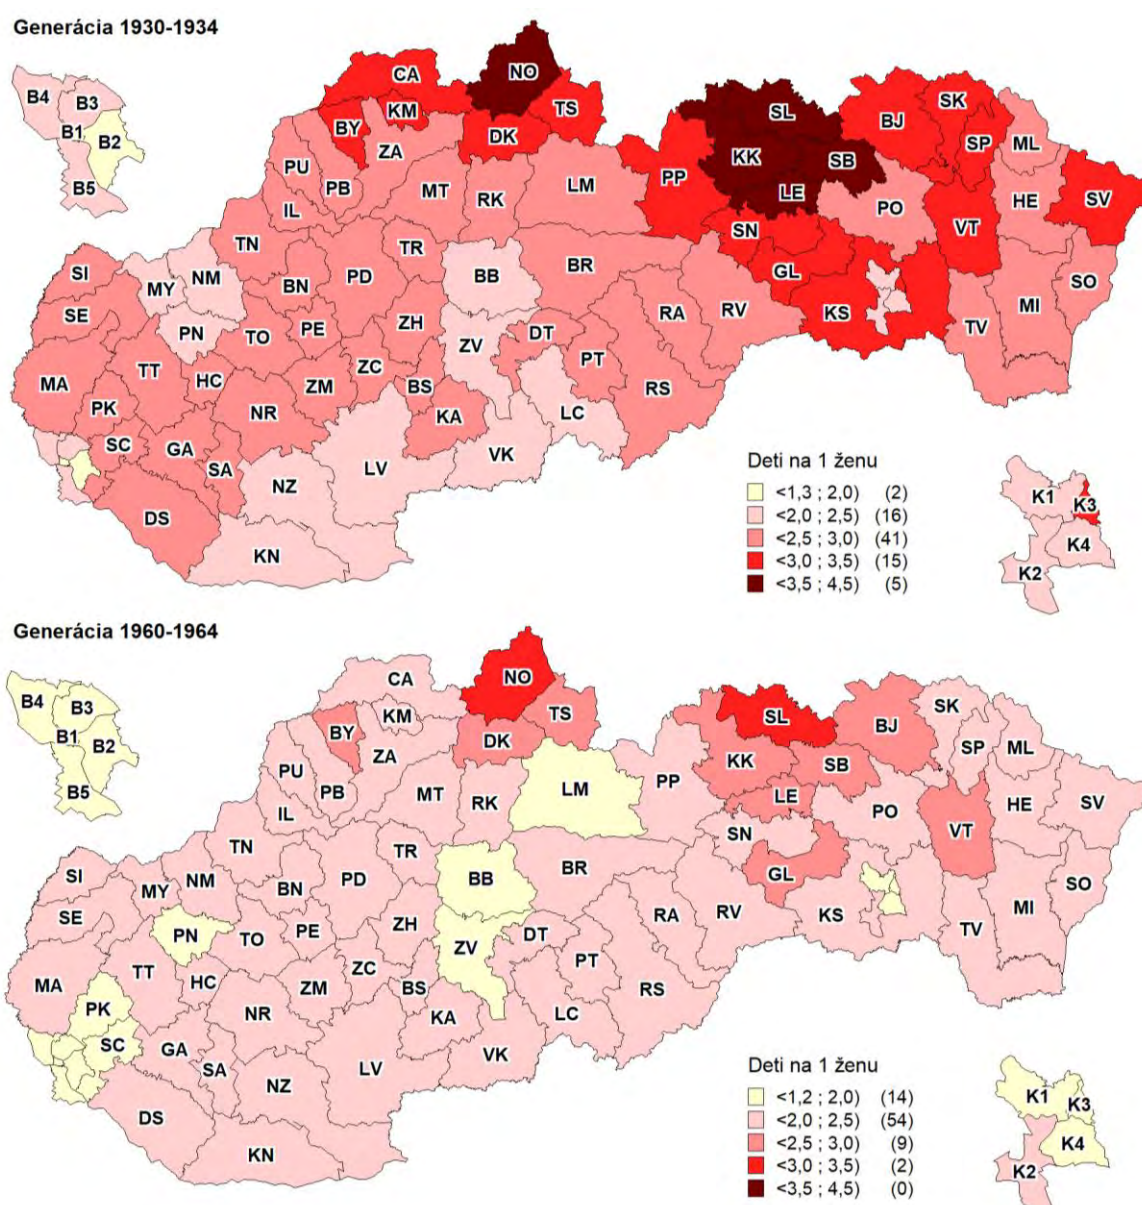 Generácia 1930-1934
B4
B3
B1
B2
B5
CA
NO
KM
TS
BY
DK
ZA
PU
PB
MT
RK
LM
IL
TN
TR
SI
MY
NM
BN
PD
BB
BR
SE
PN
TO
PE
ZH
ZV
DT
RA
RV
MA
TT
HC
ZM
ZC
BS
PT
RS
PK
NR
KA
LC
SC
GA
SA
NZ
LV
VK
DS
KN
SL
BJ
SK
SP
ML
KK
SB
PP
LE
PO
HE
SV
SN
VT
GL
KS
TV
MI
SO
Deti na 1 ženu
<1,3 ; 2,0) (2)
<2,0 ; 2,5) (16)
<2,5 ; 3,0) (41)
<3,0 ; 3,5) (15)
<3,5 ; 4,5) (5)
K1
K3
K4
K2
Generácia 1960-1964
B4
B3
B1
B2
B5
CA
NO
KM
TS
BY
DK
ZA
PU
PB
MT
RK
LM
IL
TN
TR
SI
MY
NM
BN
PD
BB
BR
SE
PN
TO
PE
ZH
ZV
DT
RA
RV
MA
TT
HC
ZM
ZC
BS
PT
RS
PK
NR
KA
LC
SC
GA
SA
NZ
LV
VK
DS
KN
SL
BJ
SK
SP
ML
KK
SB
PP
LE
PO
HE
SV
SN
VT
GL
KS
TV
MI
SO
Deti na 1 ženu
<1,2 ; 2,0) (14)
<2,0 ; 2,5) (54)
<2,5 ; 3,0) (9)
<3,0 ; 3,5) (2)
<3,5 ; 4,5) (0)
K1
K3
K4
K2